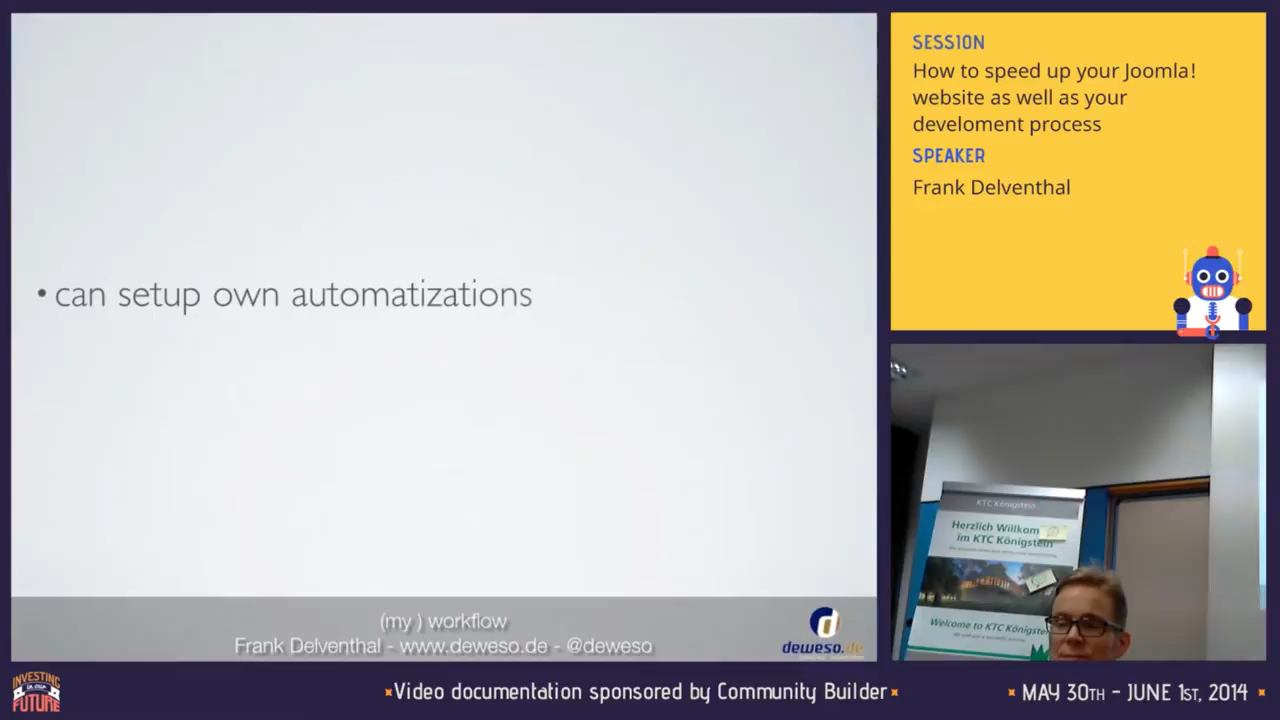 • can setup own automatizations
(my ) workflow
Frank Delventhal - www.deweso.de - @deweso
deweso.de
SESSION
How to speed up your Joomla!
website as well as your
develoment process
SPEAKER
Frank Delventhal
KTC Königstein
Herzlich Willkom
im KTC Königstein
Welcome to KTC Königstein
INVESTING
in our
FUTURE
Video documentation sponsored by Community Builder
MAY 30TH - JUNE 1ST, 2014